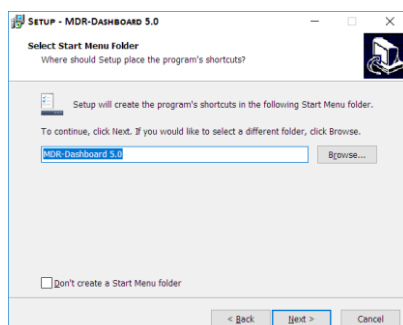 SETUP - MDR-DASHBOARD 5.0
Select Start Menu Folder
Where should Setup place the program's shortcuts?
Setup will create the program's shortcuts in the following Start Menu folder.
To continue, click Next. If you would like to select a different folder, click Browse.
MDR-Dashboard 5.0
Browse...
Don't create a Start Menu folder
< Back
Next >
Cancel